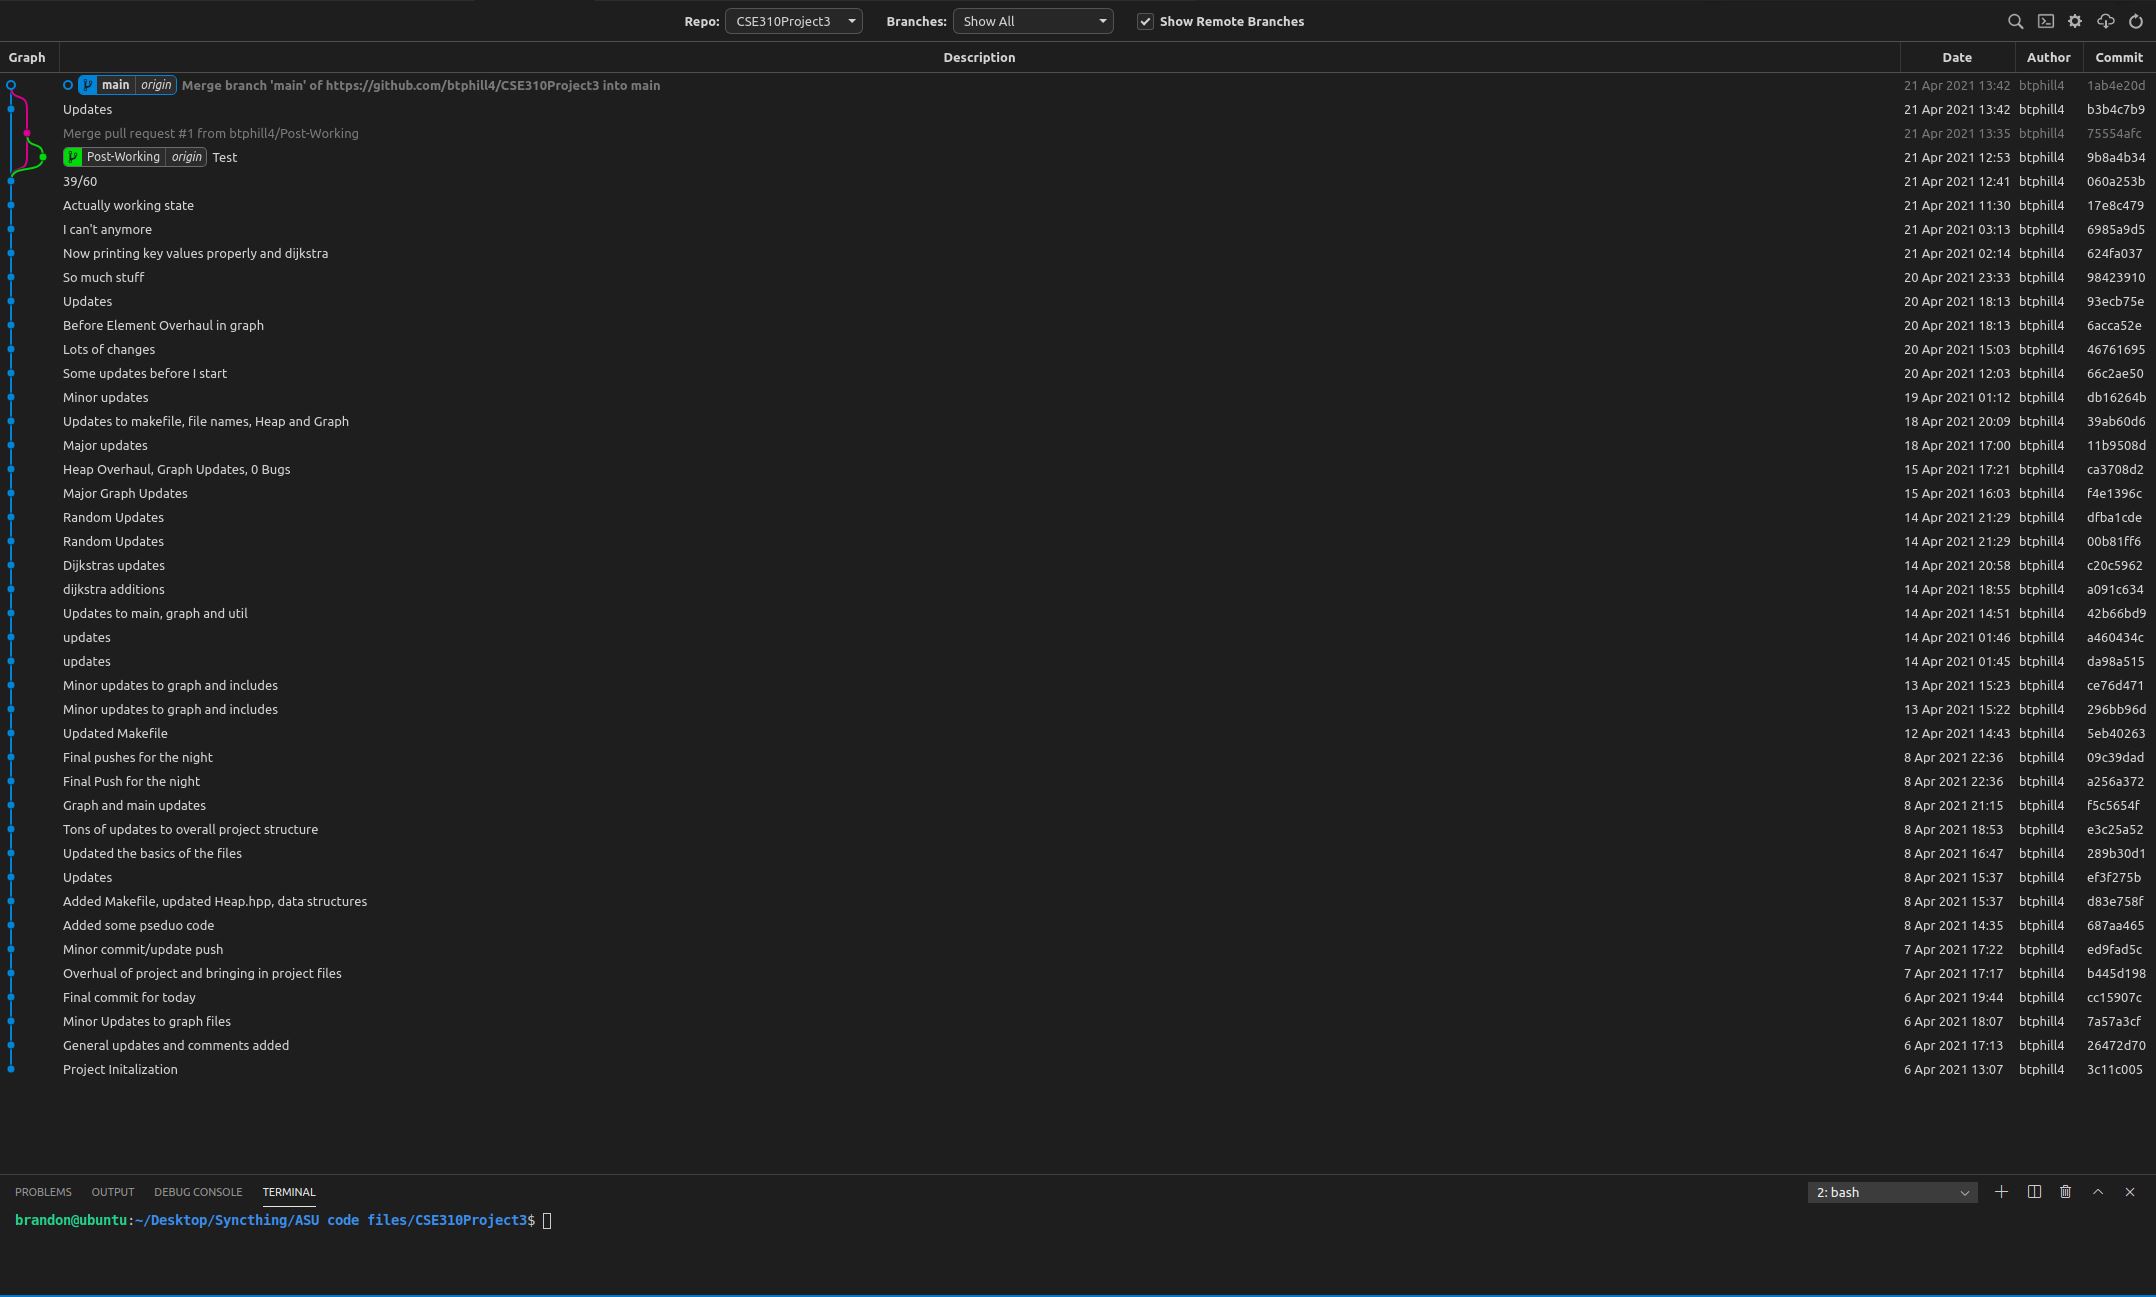 Repo: CSE310Project3 Branches: Show All Show Remote Branches
Graph Description Date Author Commit
main origin Merge branch 'main' of https://github.com/btphill4/CSE310Project3 into main 21 Apr 2021 13:42 btphill4 1ab4e20d
Updates 21 Apr 2021 13:42 btphill4 b3b4c7b9
Merge pull request #1 from btphill4/Post-Working 21 Apr 2021 13:35 btphill4 75554afc
Post-Working origin Test 21 Apr 2021 12:53 btphill4 9b8a4b34
39/60 21 Apr 2021 12:41 btphill4 060a253b
Actually working state 21 Apr 2021 11:30 btphill4 17e8c479
I can't anymore 21 Apr 2021 03:13 btphill4 6985a9d5
Now printing key values properly and dijkstra 21 Apr 2021 02:14 btphill4 624fa037
So much stuff 20 Apr 2021 23:33 btphill4 98423910
Updates 20 Apr 2021 18:13 btphill4 93ecb75e
Before Element Overhaul in graph 20 Apr 2021 18:13 btphill4 6acca52e
Lots of changes 20 Apr 2021 15:03 btphill4 46761695
Some updates before I start 20 Apr 2021 12:03 btphill4 66c2ae50
Minor updates 19 Apr 2021 01:12 btphill4 db16264b
Updates to makefile, file names, Heap and Graph 18 Apr 2021 20:09 btphill4 39ab60d6
Major updates 18 Apr 2021 17:00 btphill4 11b9508d
Heap Overhaul, Graph Updates, 0 Bugs 15 Apr 2021 17:21 btphill4 ca3708d2
Major Graph Updates 15 Apr 2021 16:03 btphill4 f4e1396c
Random Updates 14 Apr 2021 21:29 btphill4 dfba1cde
Random Updates 14 Apr 2021 21:29 btphill4 00b81ff6
Dijkstras updates 14 Apr 2021 20:58 btphill4 c20c5962
dijkstra additions 14 Apr 2021 18:55 btphill4 a091c634
Updates to main, graph and util 14 Apr 2021 14:51 btphill4 42b66bd9
updates 14 Apr 2021 01:46 btphill4 a460434c
updates 14 Apr 2021 01:45 btphill4 da98a515
Minor updates to graph and includes 13 Apr 2021 15:23 btphill4 ce76d471
Minor updates to graph and includes 13 Apr 2021 15:22 btphill4 296bb96d
Updated Makefile 12 Apr 2021 14:43 btphill4 5eb40263
Final pushes for the night 8 Apr 2021 22:36 btphill4 09c39dad
Final Push for the night 8 Apr 2021 22:36 btphill4 a256a372
Graph and main updates 8 Apr 2021 21:15 btphill4 f5c5654f
Tons of updates to overall project structure 8 Apr 2021 18:53 btphill4 e3c25a52
Updated the basics of the files 8 Apr 2021 16:47 btphill4 289b30d1
Updates 8 Apr 2021 15:37 btphill4 ef3f275b
Added Makefile, updated Heap.hpp, data structures 8 Apr 2021 15:37 btphill4 d83e758f
Added some pseduo code 8 Apr 2021 14:35 btphill4 687aa465
Minor commit/update push 7 Apr 2021 17:22 btphill4 ed9fad5c
Overhual of project and bringing in project files 7 Apr 2021 17:17 btphill4 b445d198
Final commit for today 6 Apr 2021 19:44 btphill4 cc15907c
Minor Updates to graph files 6 Apr 2021 18:07 btphill4 7a57a3cf
General updates and comments added 6 Apr 2021 17:13 btphill4 26472d70
Project Initalization 6 Apr 2021 13:07 btphill4 3c11c005
PROBLEMS OUTPUT DEBUG CONSOLE TERMINAL 2: bash
brandon@ubuntu:~/Desktop/Syncthing/ASU code files/CSE310Project3$